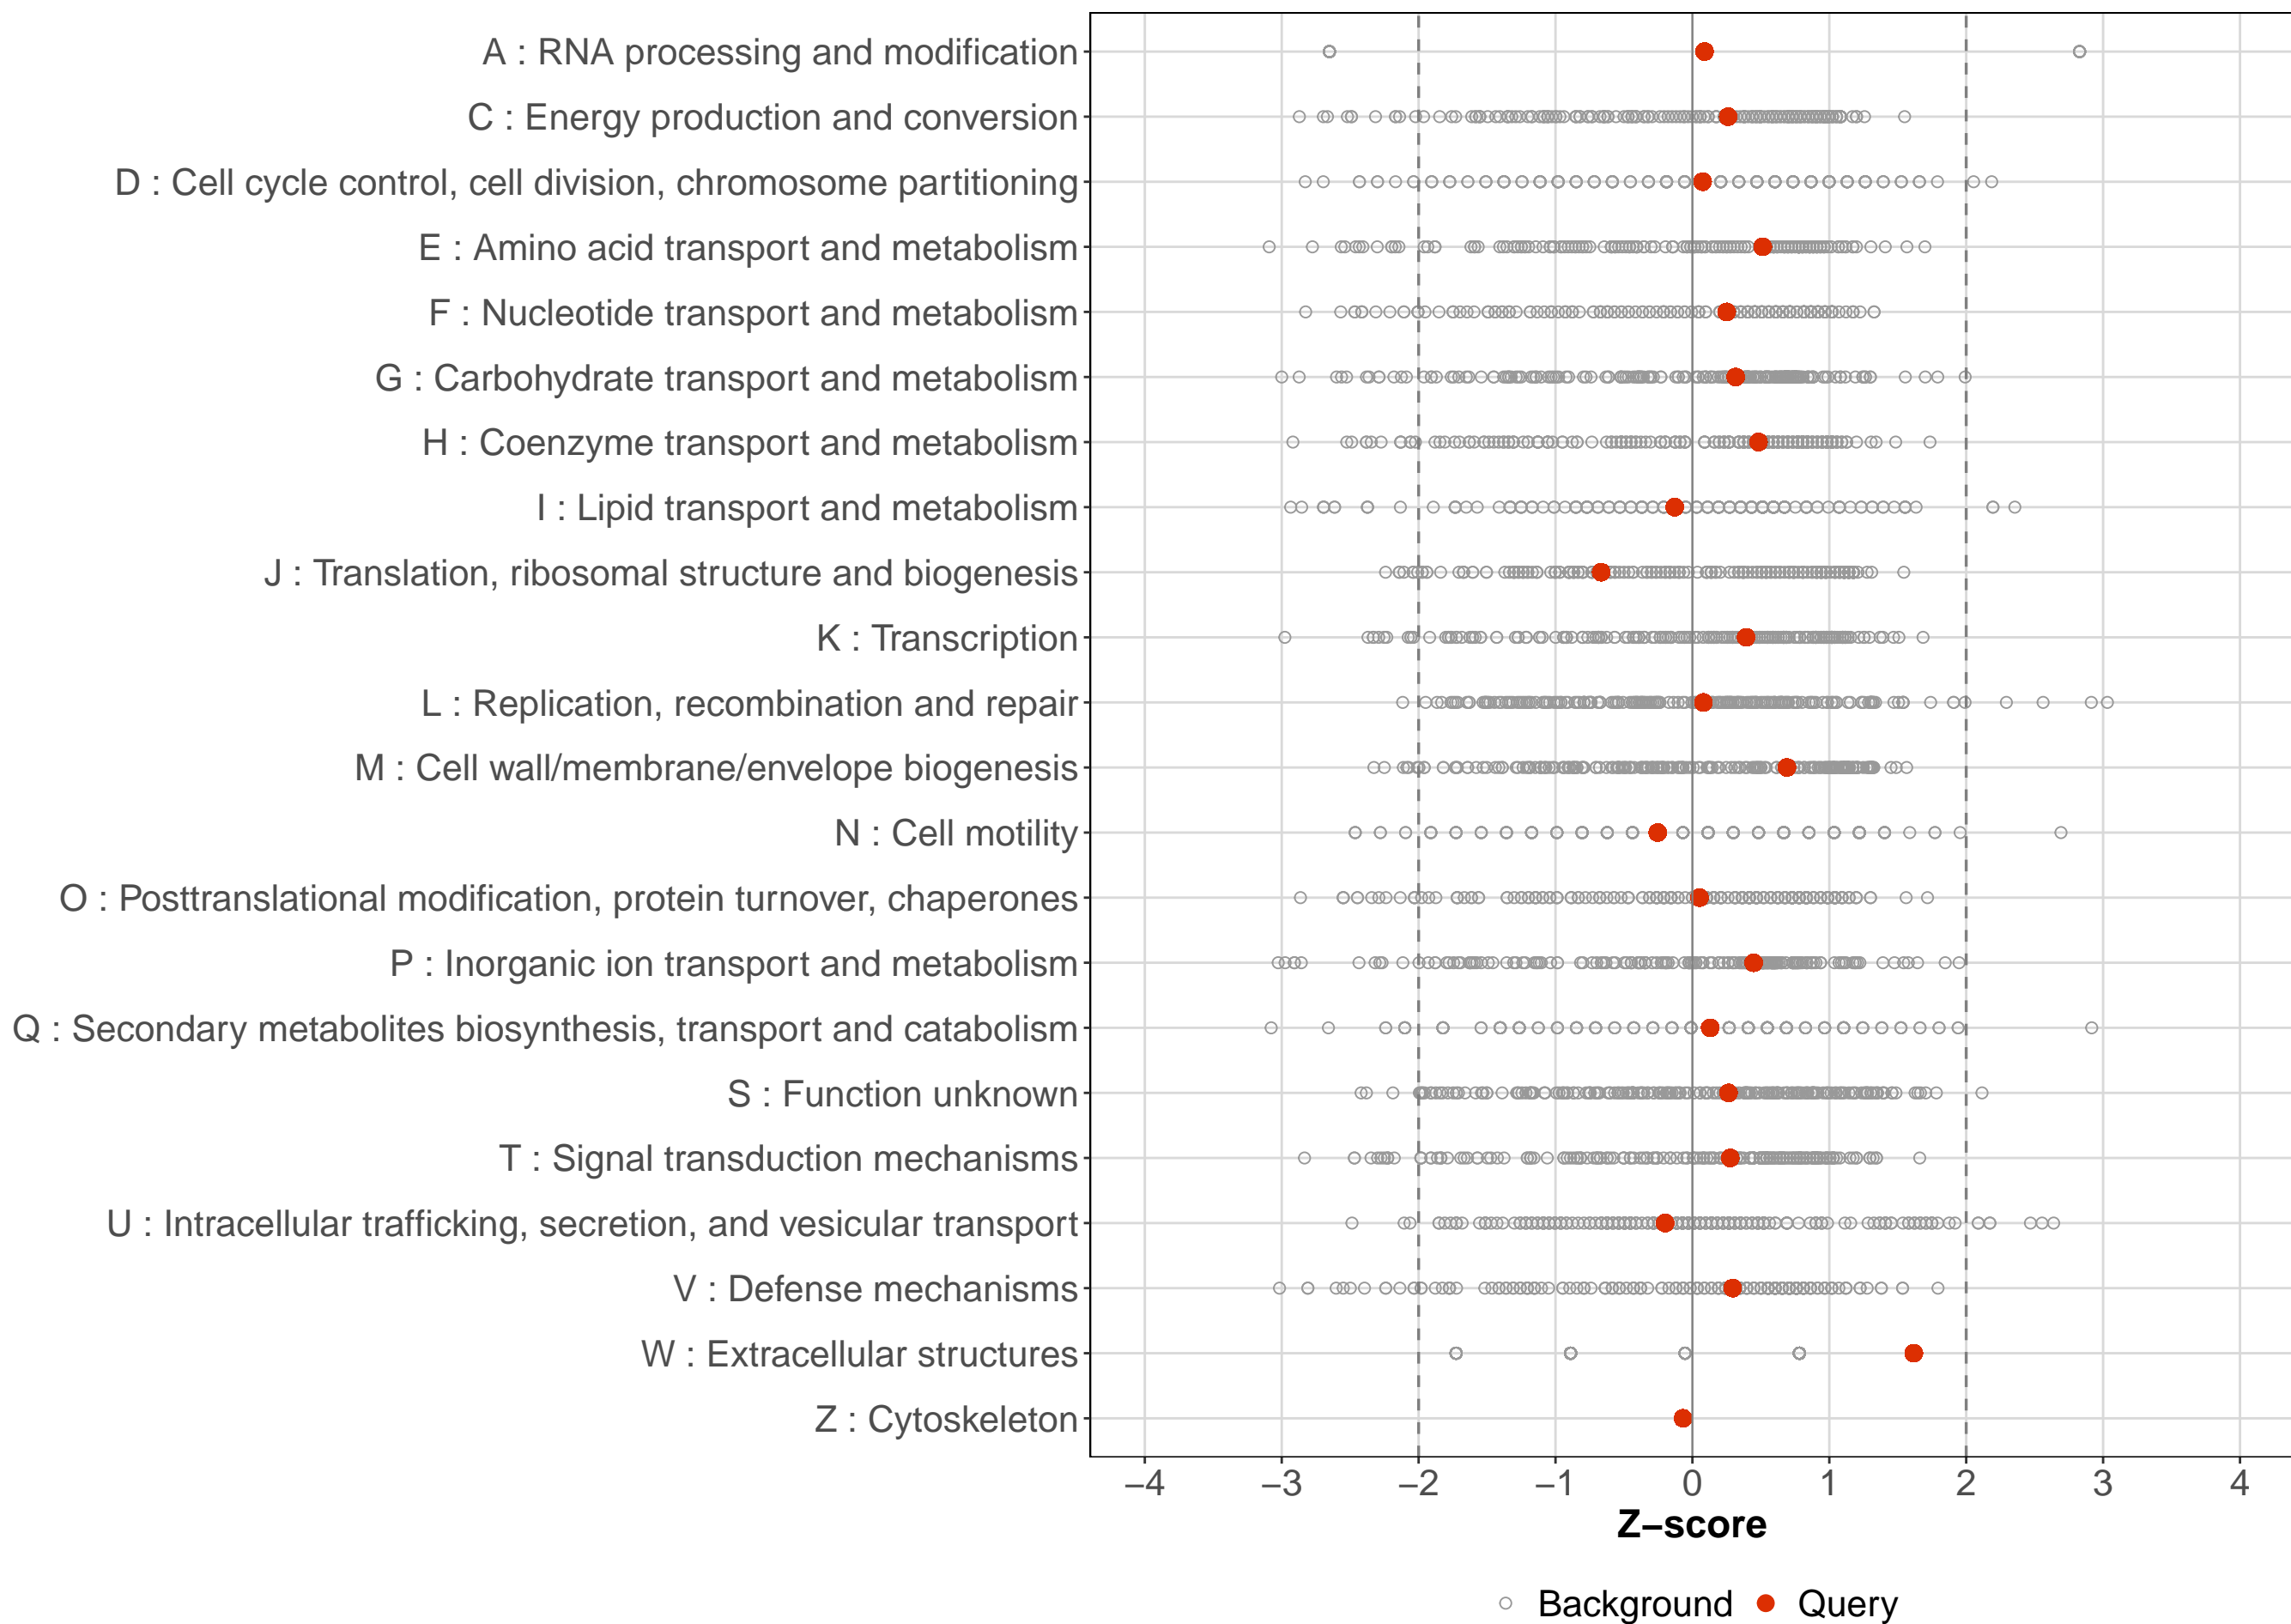 A : RNA processing and modification
C : Energy production and conversion
D : Cell cycle control, cell division, chromosome partitioning
E : Amino acid transport and metabolism
F : Nucleotide transport and metabolism
G : Carbohydrate transport and metabolism
H : Coenzyme transport and metabolism
I : Lipid transport and metabolism
J : Translation, ribosomal structure and biogenesis
K : Transcription
L : Replication, recombination and repair
M : Cell wall/membrane/envelope biogenesis
N : Cell motility
O : Posttranslational modification, protein turnover, chaperones
P : Inorganic ion transport and metabolism
Q : Secondary metabolites biosynthesis, transport and catabolism
S : Function unknown
T : Signal transduction mechanisms
U : Intracellular trafficking, secretion, and vesicular transport
V : Defense mechanisms
W : Extracellular structures
Z : Cytoskeleton
−4 −3 −2 −1 0 1 2 3 4
Z−score
Background Query